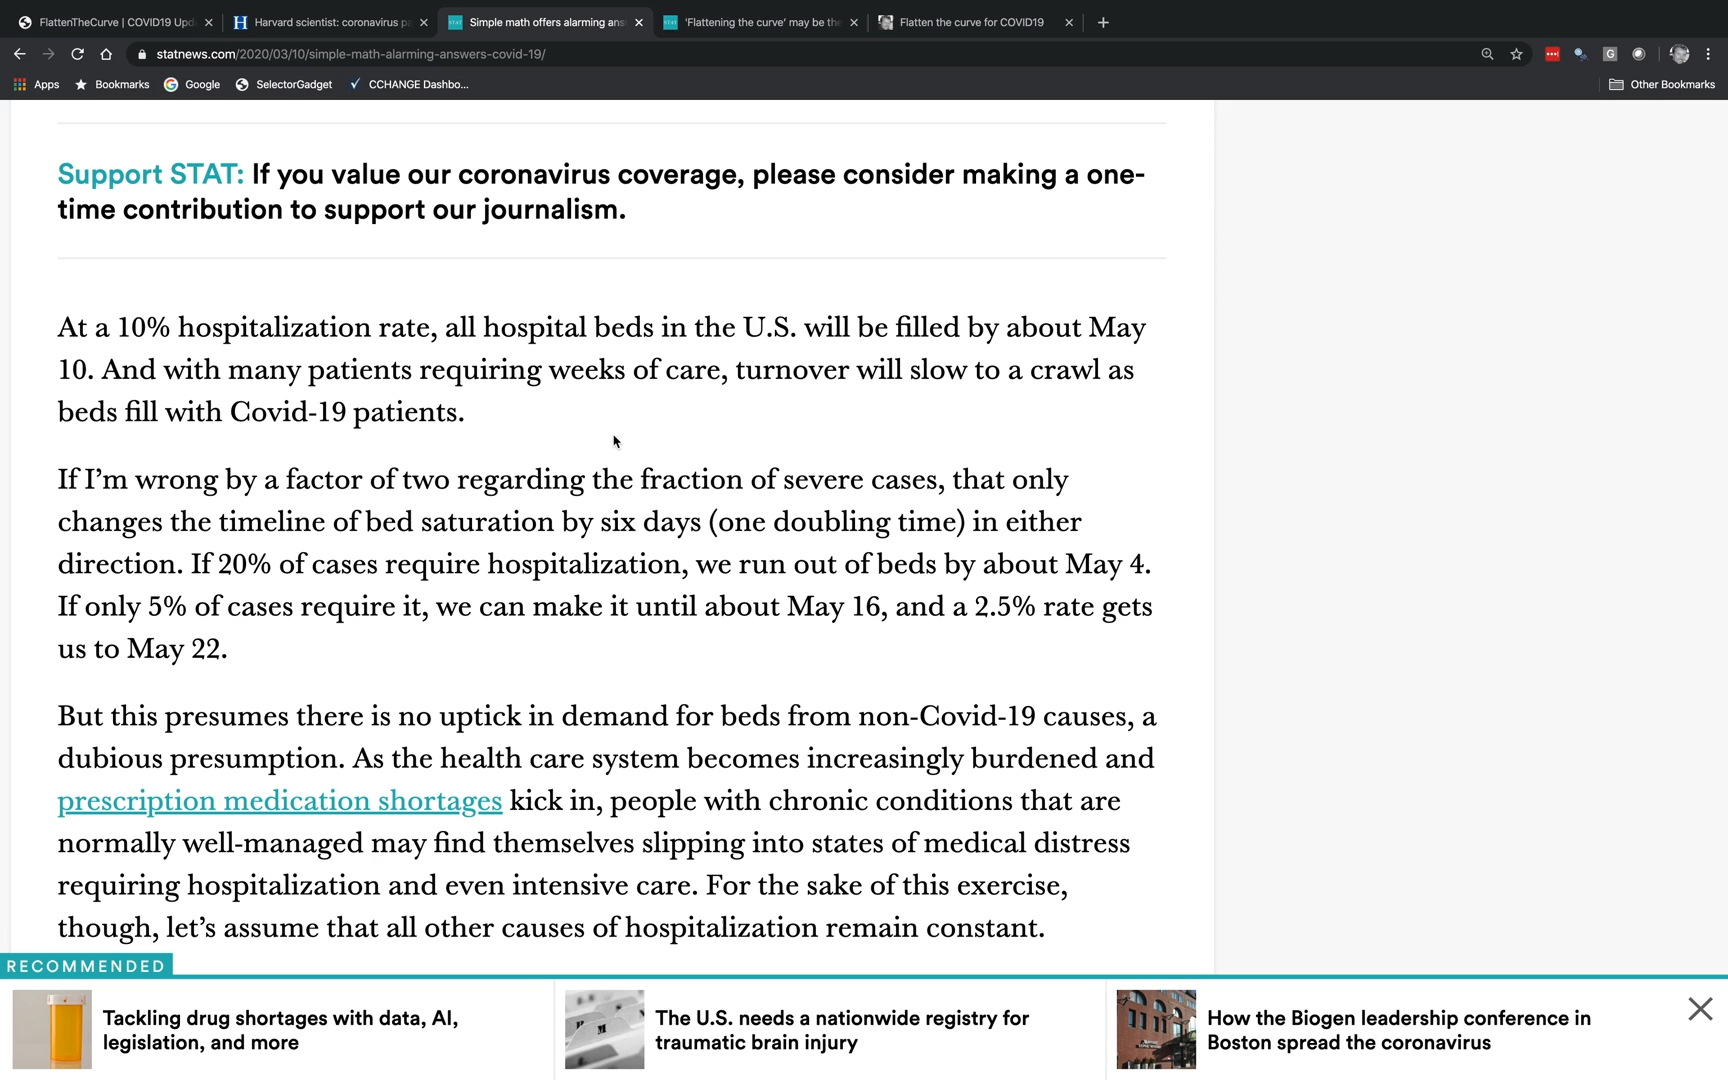 FlattenTheCurve | COVID19 Upd
Harvard scientist: coronavirus pa
Simple math offers alarming ans
'Flattening the curve' may be the
Flatten the curve for COVID19
statnews.com/2020/03/10/simple-math-alarming-answers-covid-19/
Apps
Bookmarks
Google
SelectorGadget
CCHANGE Dashbo...
Other Bookmarks
Support STAT: If you value our coronavirus coverage, please consider making a one-
time contribution to support our journalism.
At a 10% hospitalization rate, all hospital beds in the U.S. will be filled by about May
10. And with many patients requiring weeks of care, turnover will slow to a crawl as
beds fill with Covid-19 patients.
If I’m wrong by a factor of two regarding the fraction of severe cases, that only
changes the timeline of bed saturation by six days (one doubling time) in either
direction. If 20% of cases require hospitalization, we run out of beds by about May 4.
If only 5% of cases require it, we can make it until about May 16, and a 2.5% rate gets
us to May 22.
But this presumes there is no uptick in demand for beds from non-Covid-19 causes, a
dubious presumption. As the health care system becomes increasingly burdened and
prescription medication shortages kick in, people with chronic conditions that are
normally well-managed may find themselves slipping into states of medical distress
requiring hospitalization and even intensive care. For the sake of this exercise,
though, let’s assume that all other causes of hospitalization remain constant.
RECOMMENDED
Tackling drug shortages with data, AI,
legislation, and more
The U.S. needs a nationwide registry for
traumatic brain injury
How the Biogen leadership conference in
Boston spread the coronavirus